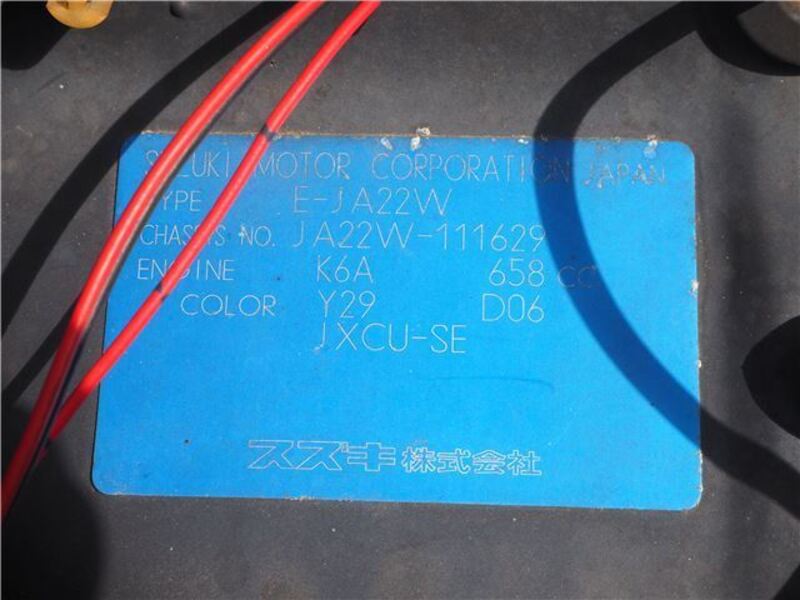 SUZUKI MOTOR CORPORATION JAPAN
TYPE E-JA22W
CHASSIS NO. JA22W-111629
ENGINE K6A 658 CC
COLOR Y29 D06
JXCU-SE
スズキ株式会社